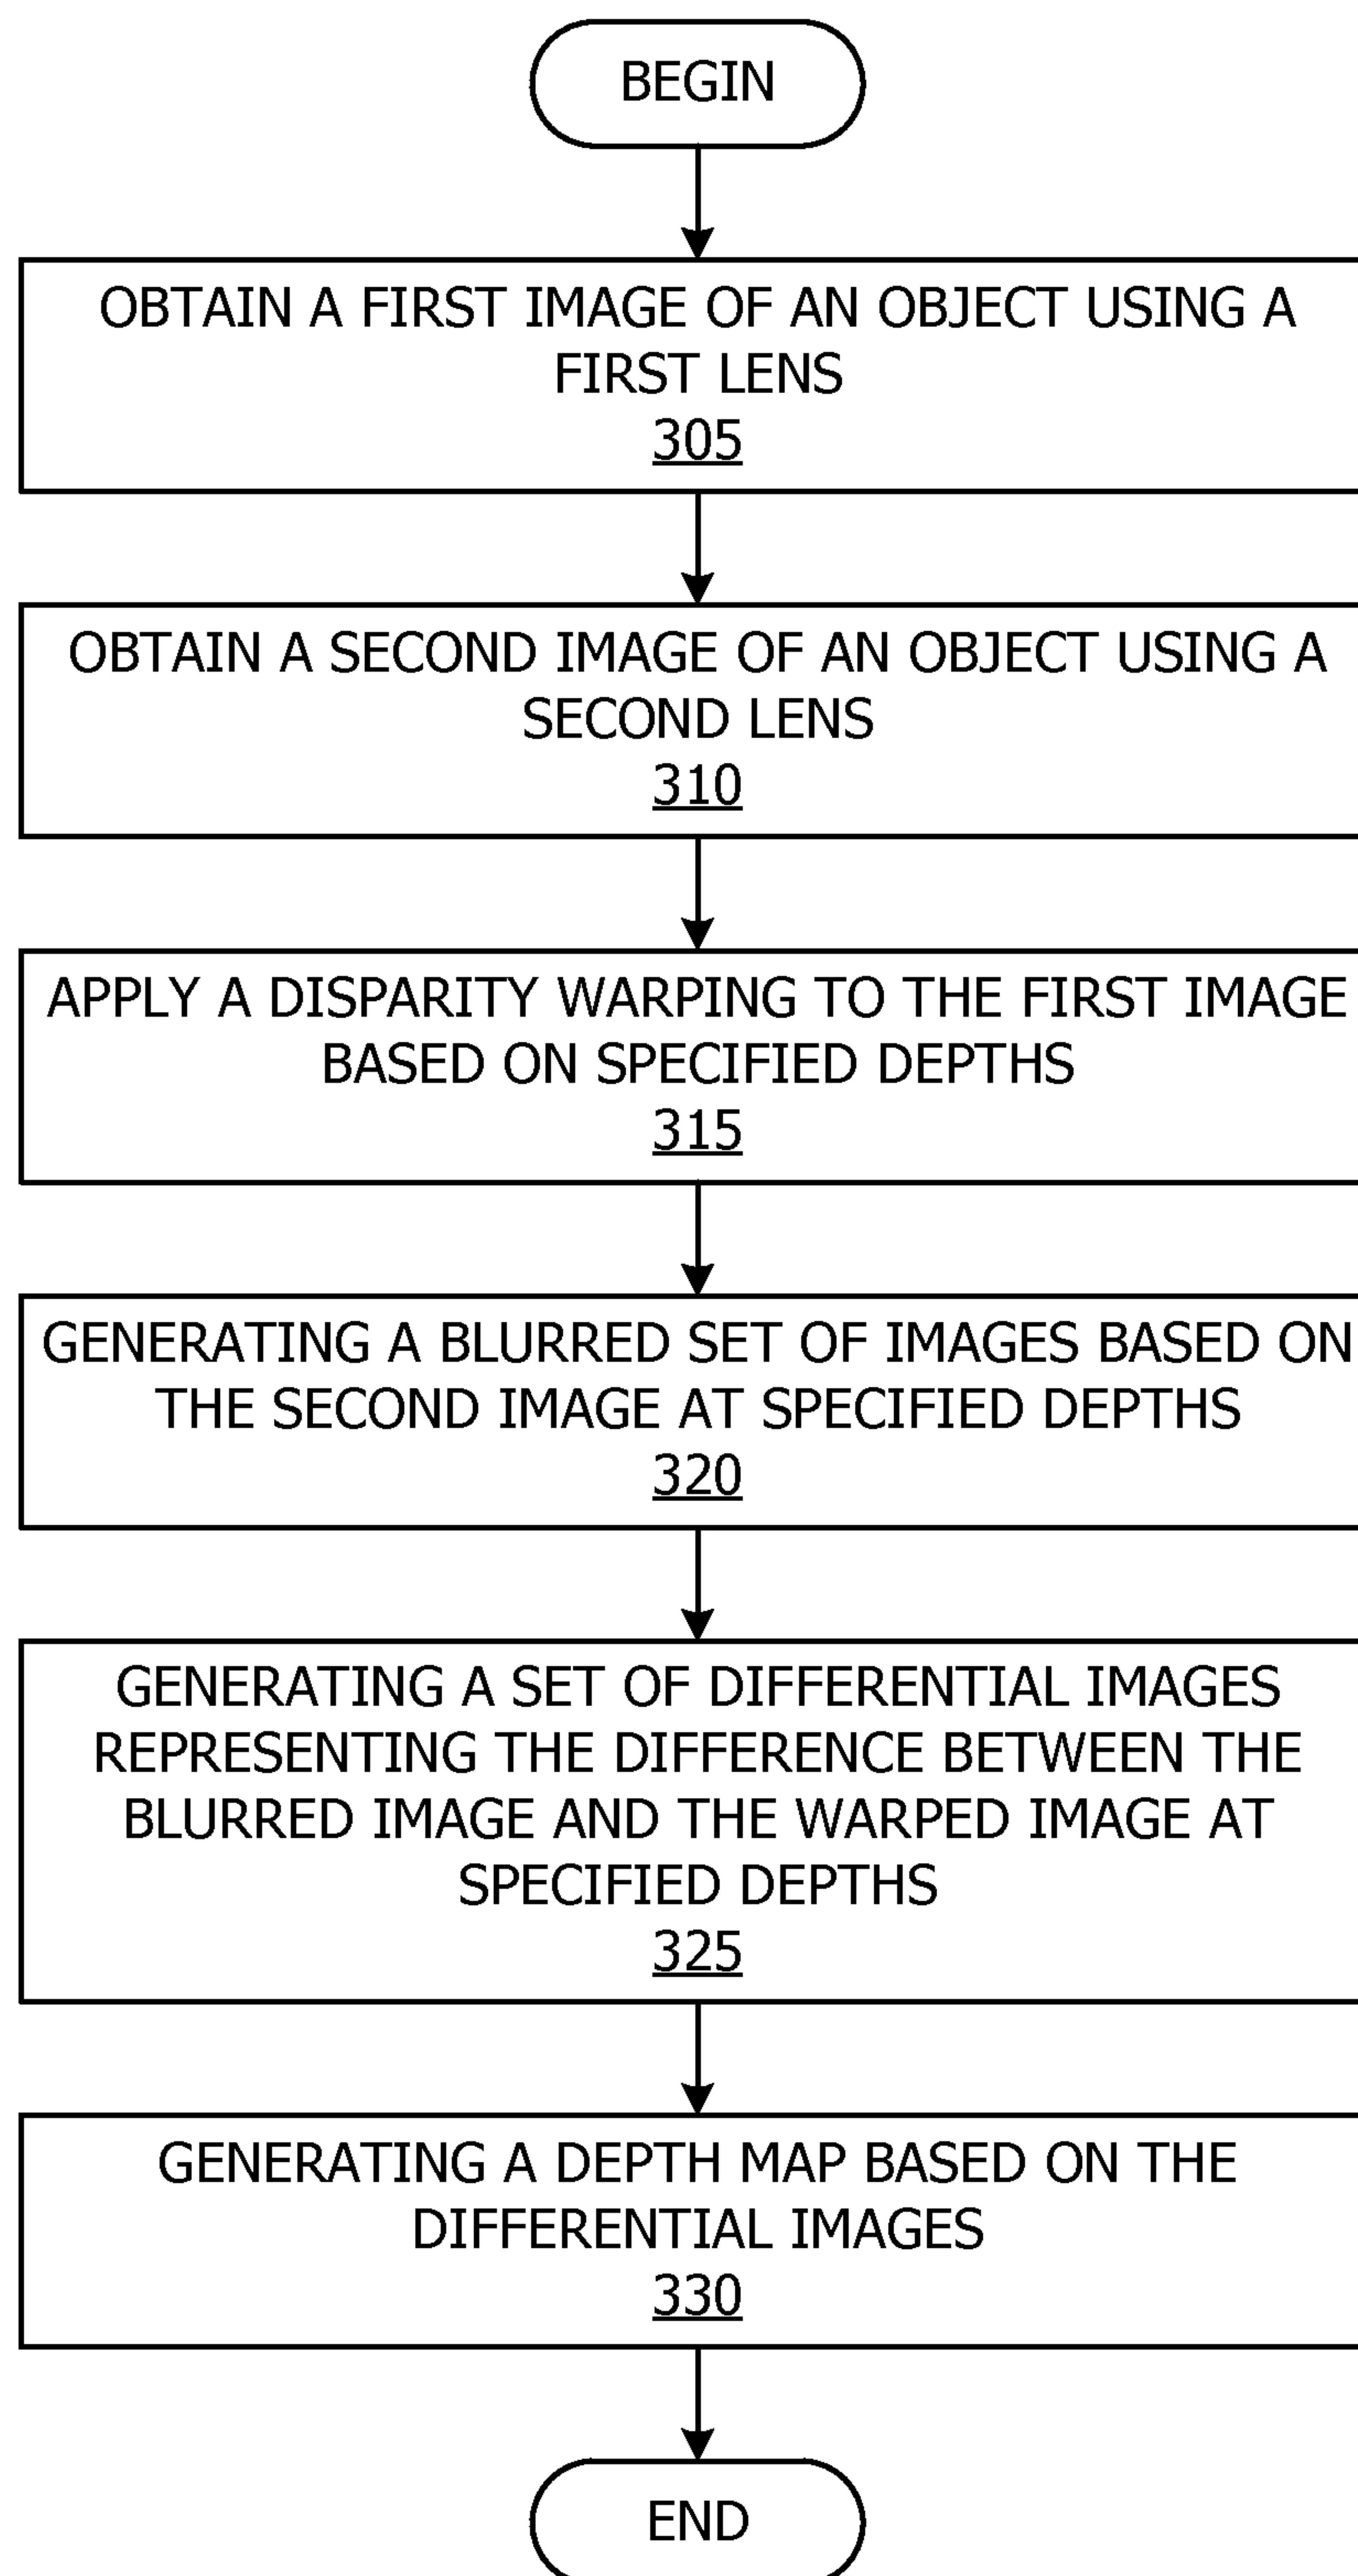 BEGIN
OBTAIN A FIRST IMAGE OF AN OBJECT USING A
FIRST LENS
305
OBTAIN A SECOND IMAGE OF AN OBJECT USING A
SECOND LENS
310
APPLY A DISPARITY WARPING TO THE FIRST IMAGE
BASED ON SPECIFIED DEPTHS
315
GENERATING A BLURRED SET OF IMAGES BASED ON
THE SECOND IMAGE AT SPECIFIED DEPTHS
320
GENERATING A SET OF DIFFERENTIAL IMAGES
REPRESENTING THE DIFFERENCE BETWEEN THE
BLURRED IMAGE AND THE WARPED IMAGE AT
SPECIFIED DEPTHS
325
GENERATING A DEPTH MAP BASED ON THE
DIFFERENTIAL IMAGES
330
END